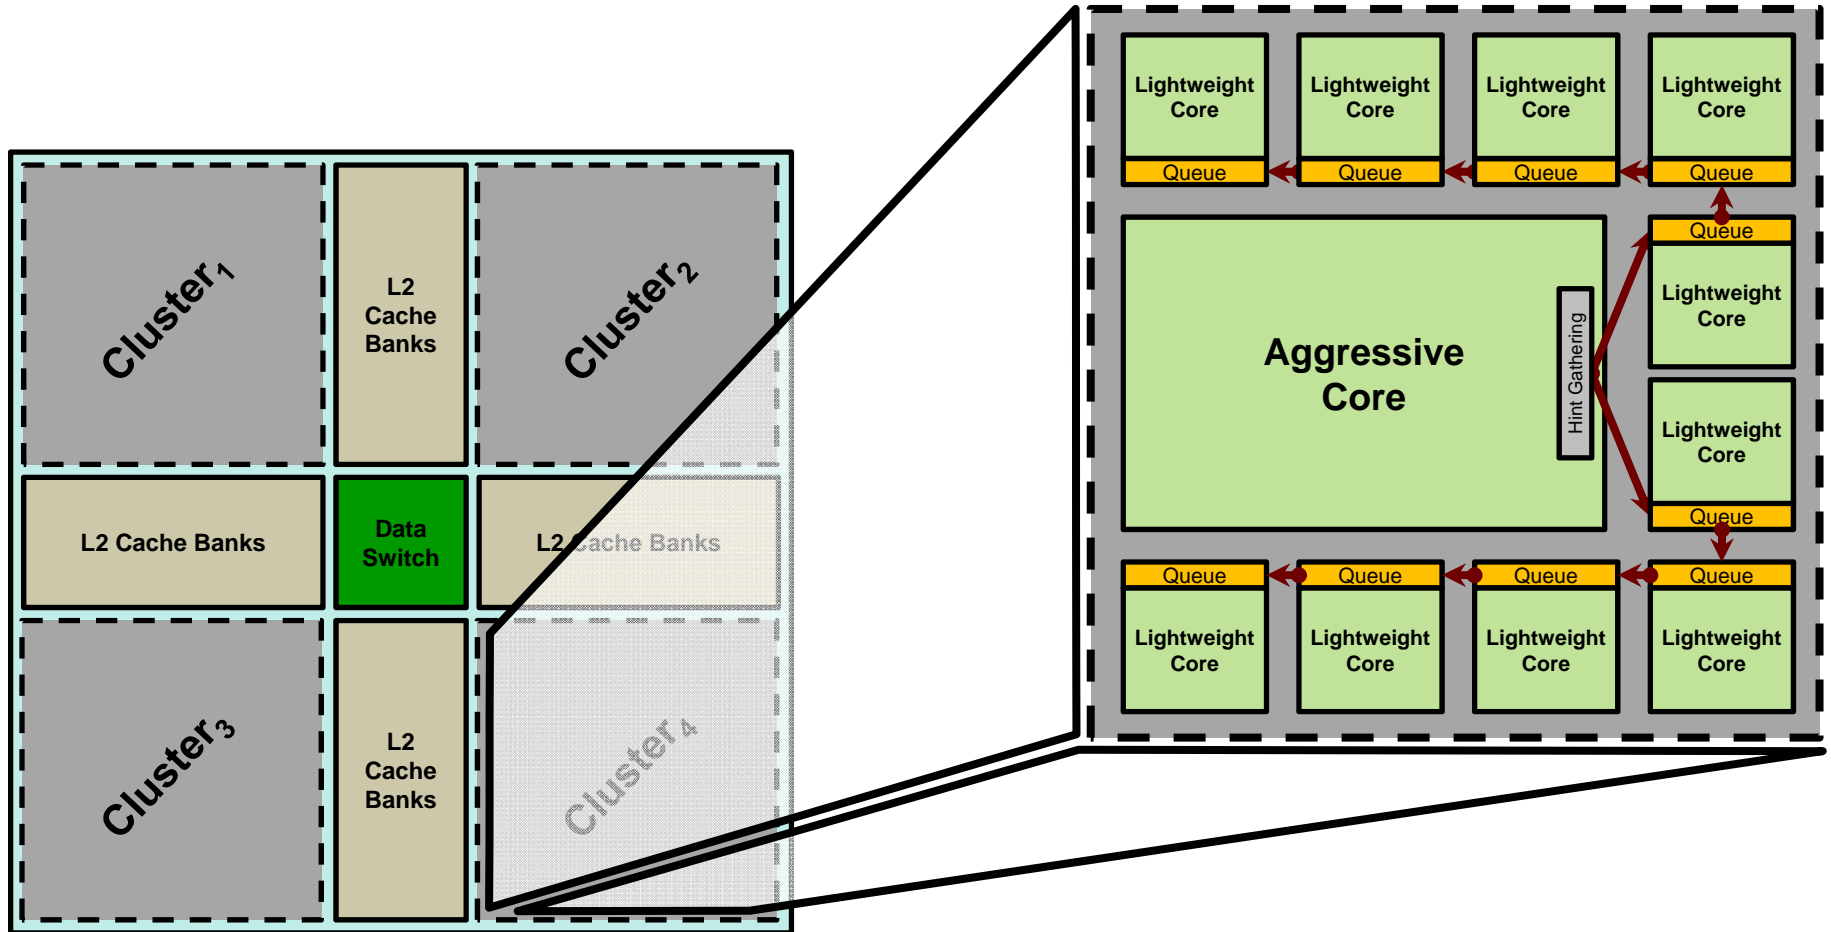 Cluster1
L2
Cache
Banks
Cluster2
L2 Cache Banks
Data
Switch
L2 Cache Banks
Cluster3
L2
Cache
Banks
Cluster4
Lightweight
Core
Queue
Lightweight
Core
Queue
Lightweight
Core
Queue
Lightweight
Core
Queue
Aggressive
Core
Hint Gathering
Queue
Lightweight
Core
Lightweight
Core
Queue
Queue
Lightweight
Core
Queue
Lightweight
Core
Queue
Lightweight
Core
Queue
Lightweight
Core